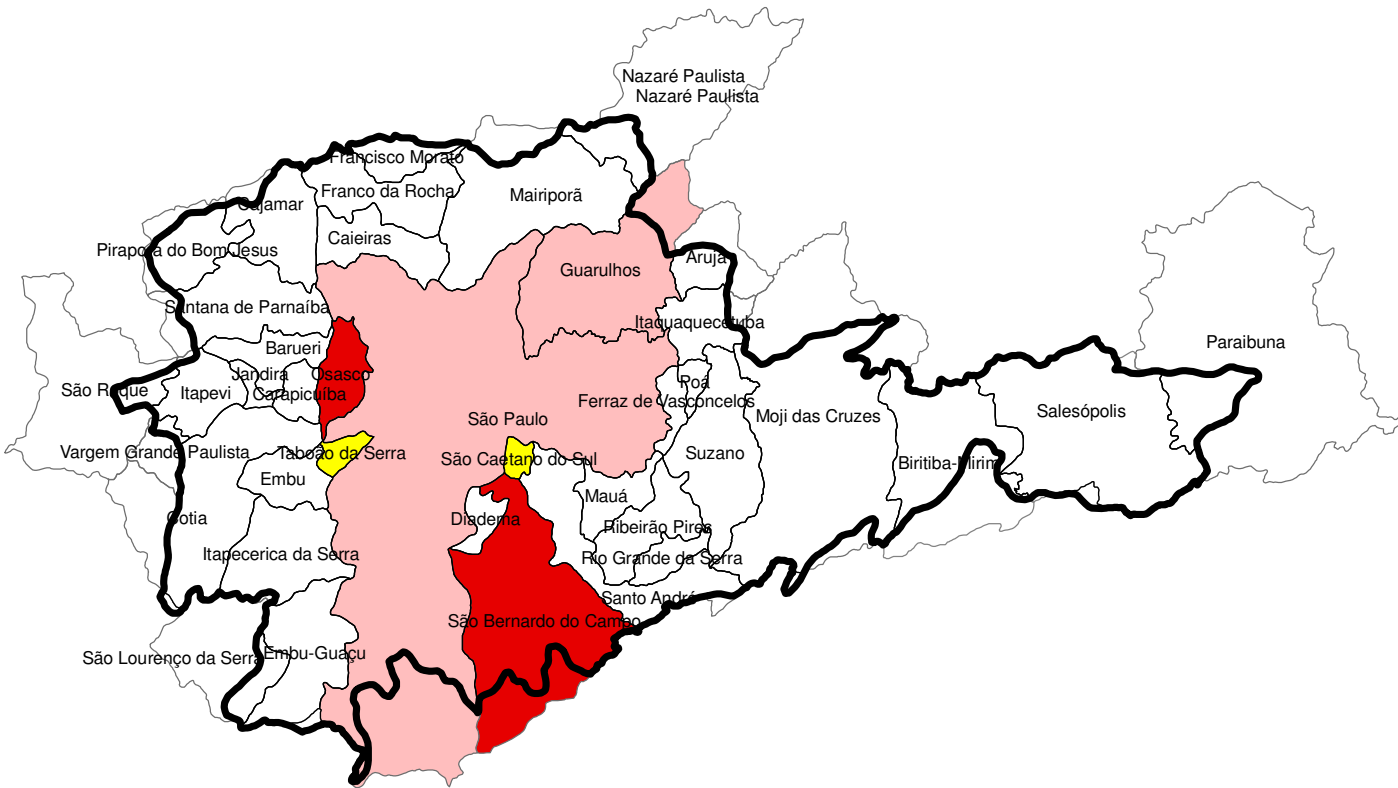 Nazaré Paulista
Nazaré Paulista
Francisco Morato
Franco da Rocha
Mairiporã
Cajamar
Caieiras
Pirapora do Bom Jesus
Guarulhos
Arujá
Santana de Parnaíba
Itaquaquecetuba
Barueri
Paraibuna
Jandira
Osasco
Poá
São Roque
Itapevi
Carapicuíba
Ferraz de Vasconcelos
Salesópolis
Moji das Cruzes
São Paulo
Vargem Grande Paulista
Taboão da Serra
São Caetano do Sul
Suzano
Biritiba-Mirim
Embu
Mauá
Cotia
Diadema
Ribeirão Pires
Itapecerica da Serra
Rio Grande da Serra
Santo André
São Bernardo do Campo
São Lourenço da Serra
Embu-Guaçu